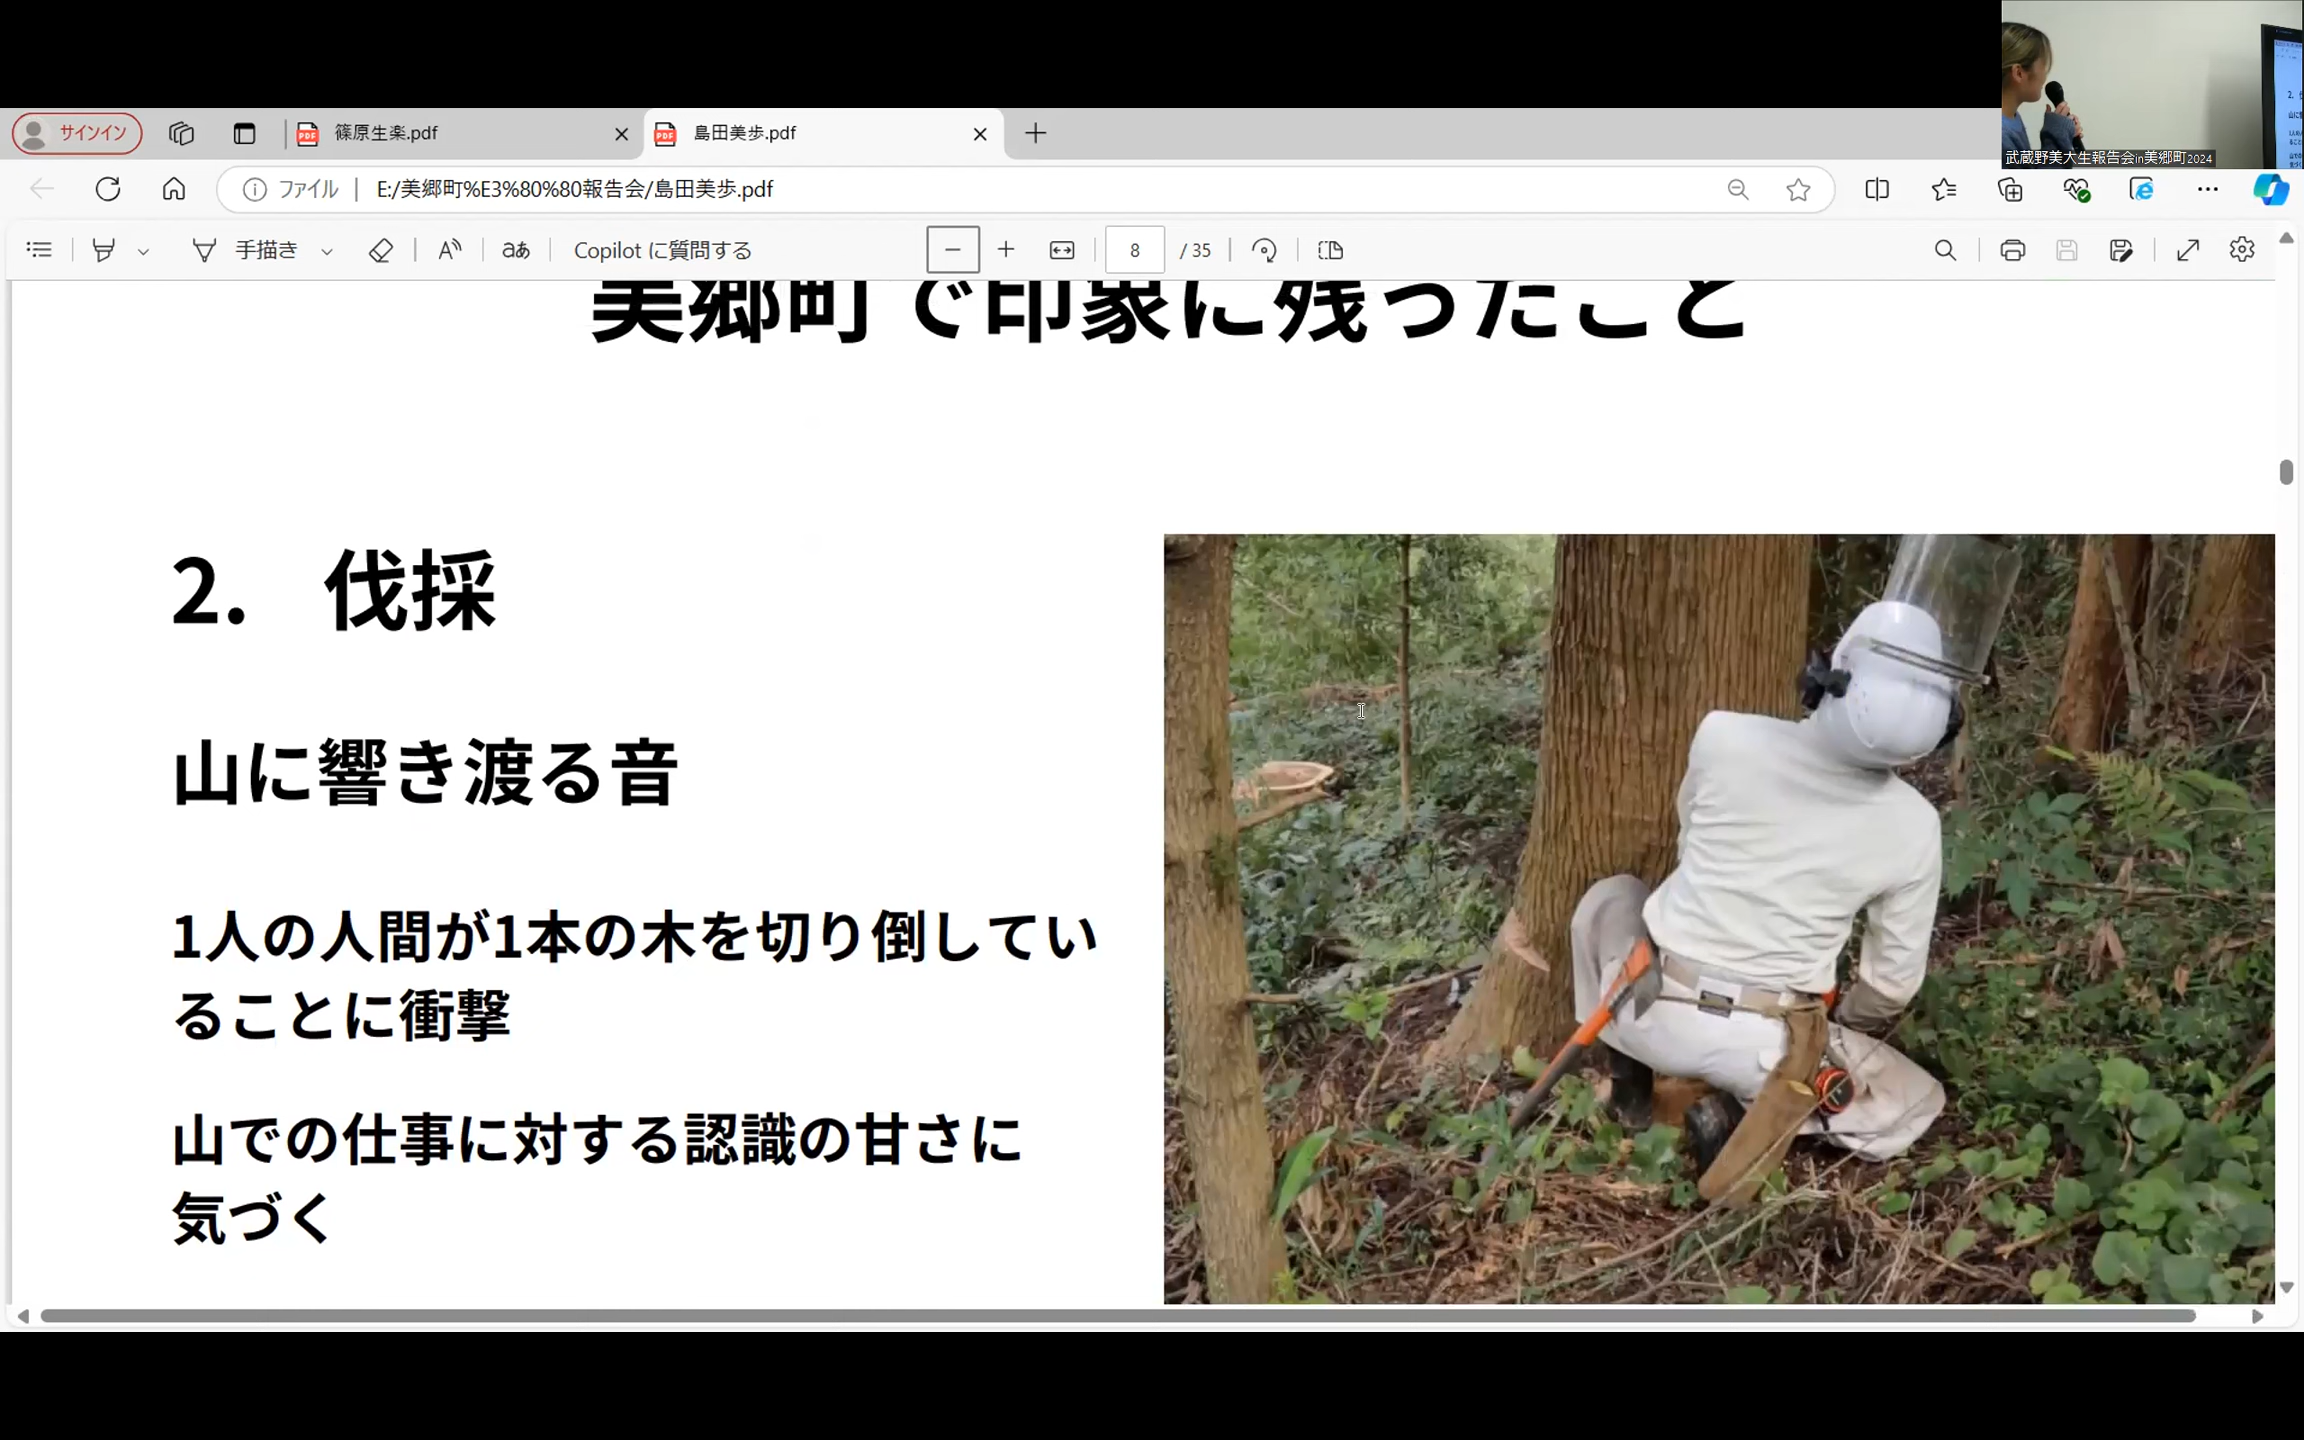 サインイン
篠原生楽.pdf
島田美歩.pdf
武蔵野美大生報告会in美郷町2024
ファイル
E:/美郷町%E3%80%80報告会/島田美歩.pdf
手描き
aあ
Copilot に質問する
8 / 35
美郷町で印象に残ったこと
2. 伐採
山に響き渡る音
1人の人間が1本の木を切り倒してい
ることに衝撃
山での仕事に対する認識の甘さに
気づく